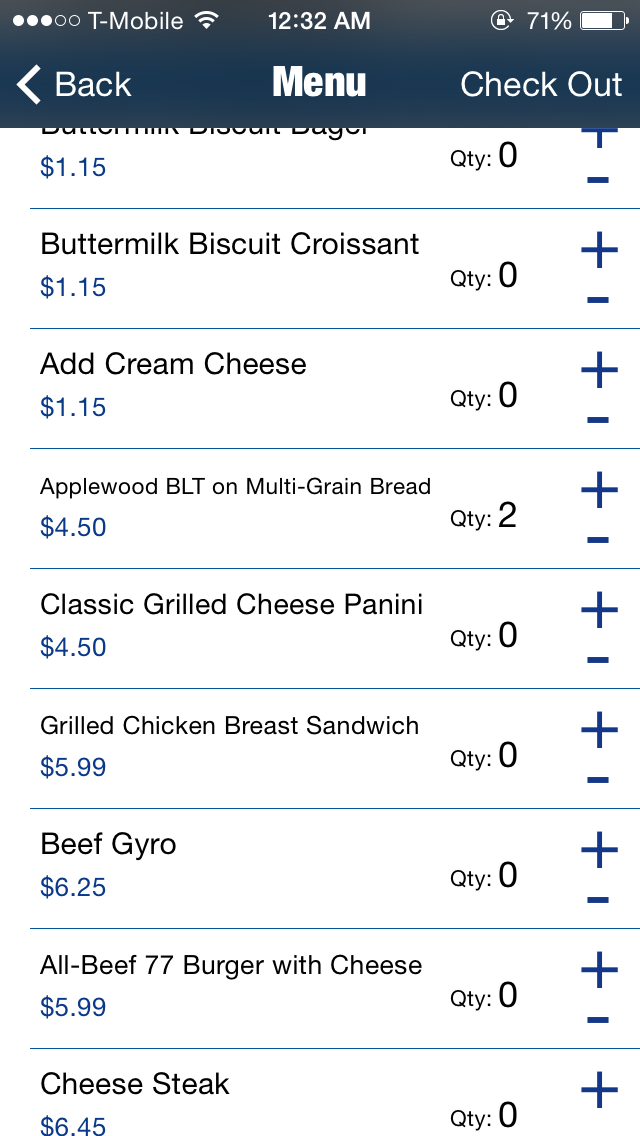 T-Mobile 12:32 AM 71%
Back Menu Check Out
Buttermilk Biscuit Bagel
$1.15 Qty: 0 + -
Buttermilk Biscuit Croissant
$1.15 Qty: 0 + -
Add Cream Cheese
$1.15 Qty: 0 + -
Applewood BLT on Multi-Grain Bread
$4.50 Qty: 2 + -
Classic Grilled Cheese Panini
$4.50 Qty: 0 + -
Grilled Chicken Breast Sandwich
$5.99 Qty: 0 + -
Beef Gyro
$6.25 Qty: 0 + -
All-Beef 77 Burger with Cheese
$5.99 Qty: 0 + -
Cheese Steak
$6.45 Qty: 0 +